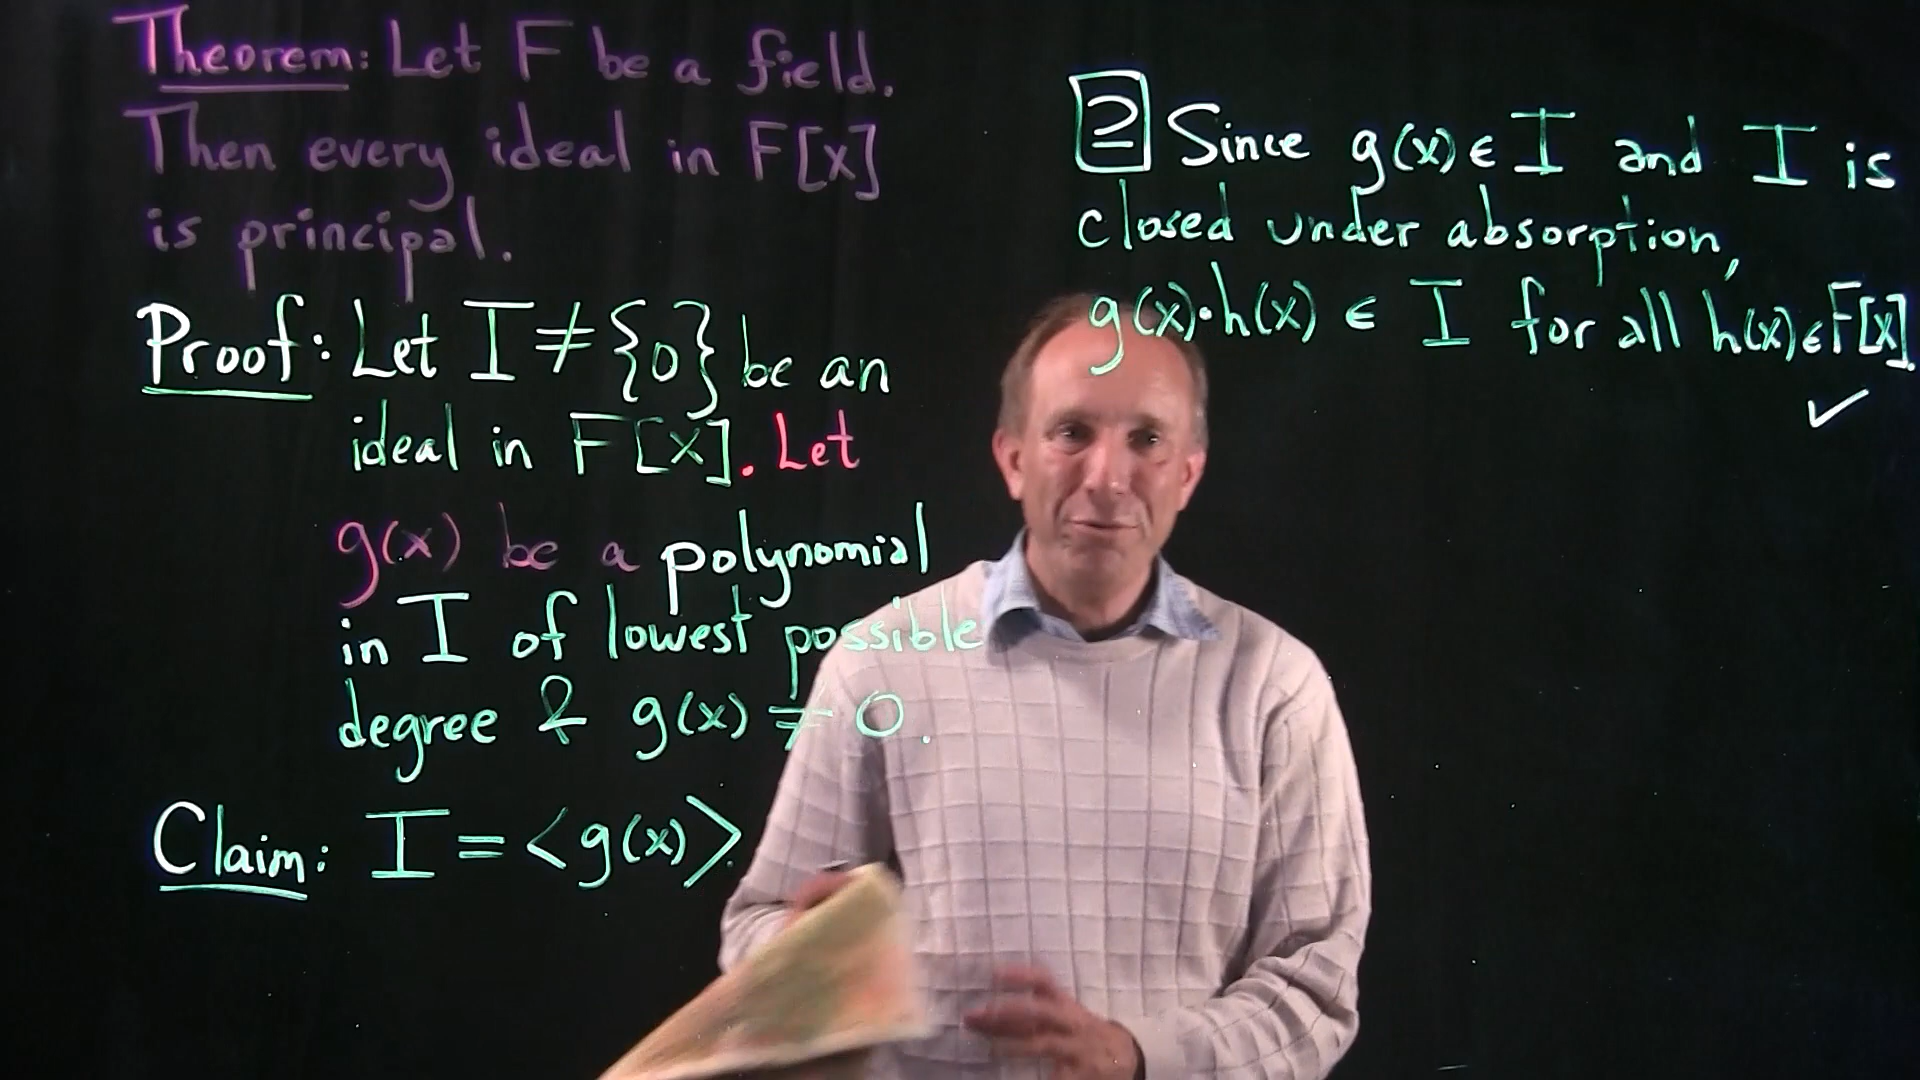 Theorem: Let F be a field.
Then every ideal in F[x]
is principal.
Proof: Let I ≠ {0} be an
ideal in F[x]. Let
g(x) be a polynomial
in I of lowest possible
degree & g(x) ≠ 0.
Claim: I = <g(x)>.
2 Since g(x) ∈ I and I is
closed under absorption,
g(x)·h(x) ∈ I for all h(x) ∈ F[x].
✓